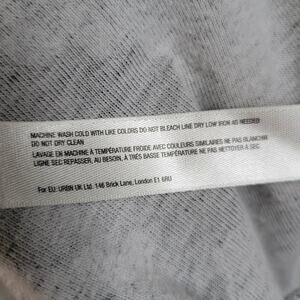 MACHINE WASH COLD WITH LIKE COLORS DO NOT BLEACH LINE DRY LOW IRON AS NEEDED
DO NOT DRY CLEAN
LAVAGE EN MACHINE À TEMPÉRATURE FROIDE AVEC COULEURS SIMILAIRES NE PAS BLANCHIR
LIGNE SEC REPASSER, AU BESOIN, À TRÈS BASSE TEMPÉRATURE NE PAS NETTOYER A SEC
For EU: URBN UK Ltd. 146 Brick Lane, London E1 6RU